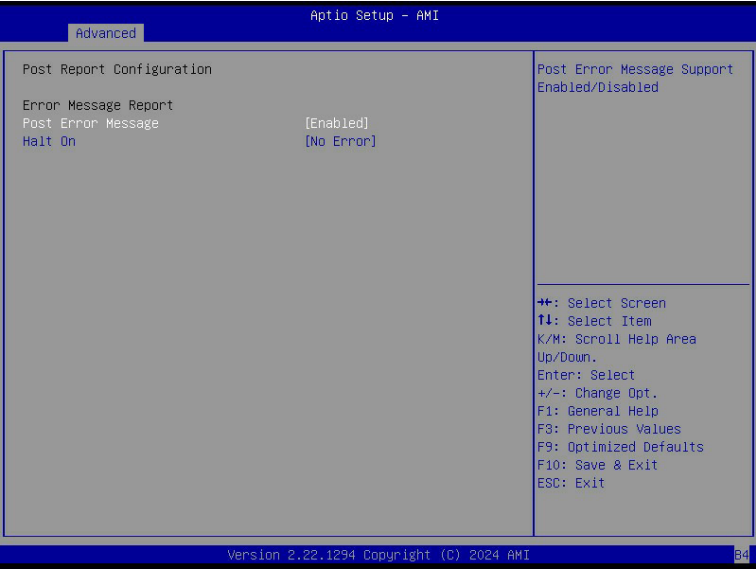 Aptio Setup – AMI
Advanced
Post Report Configuration
Error Message Report
Post Error Message [Enabled]
Halt On [No Error]
Post Error Message Support
Enabled/Disabled
→←: Select Screen
↑↓: Select Item
K/M: Scroll Help Area
Up/Down.
Enter: Select
+/-: Change Opt.
F1: General Help
F3: Previous Values
F9: Optimized Defaults
F10: Save & Exit
ESC: Exit
Version 2.22.1294 Copyright (C) 2024 AMI
B4